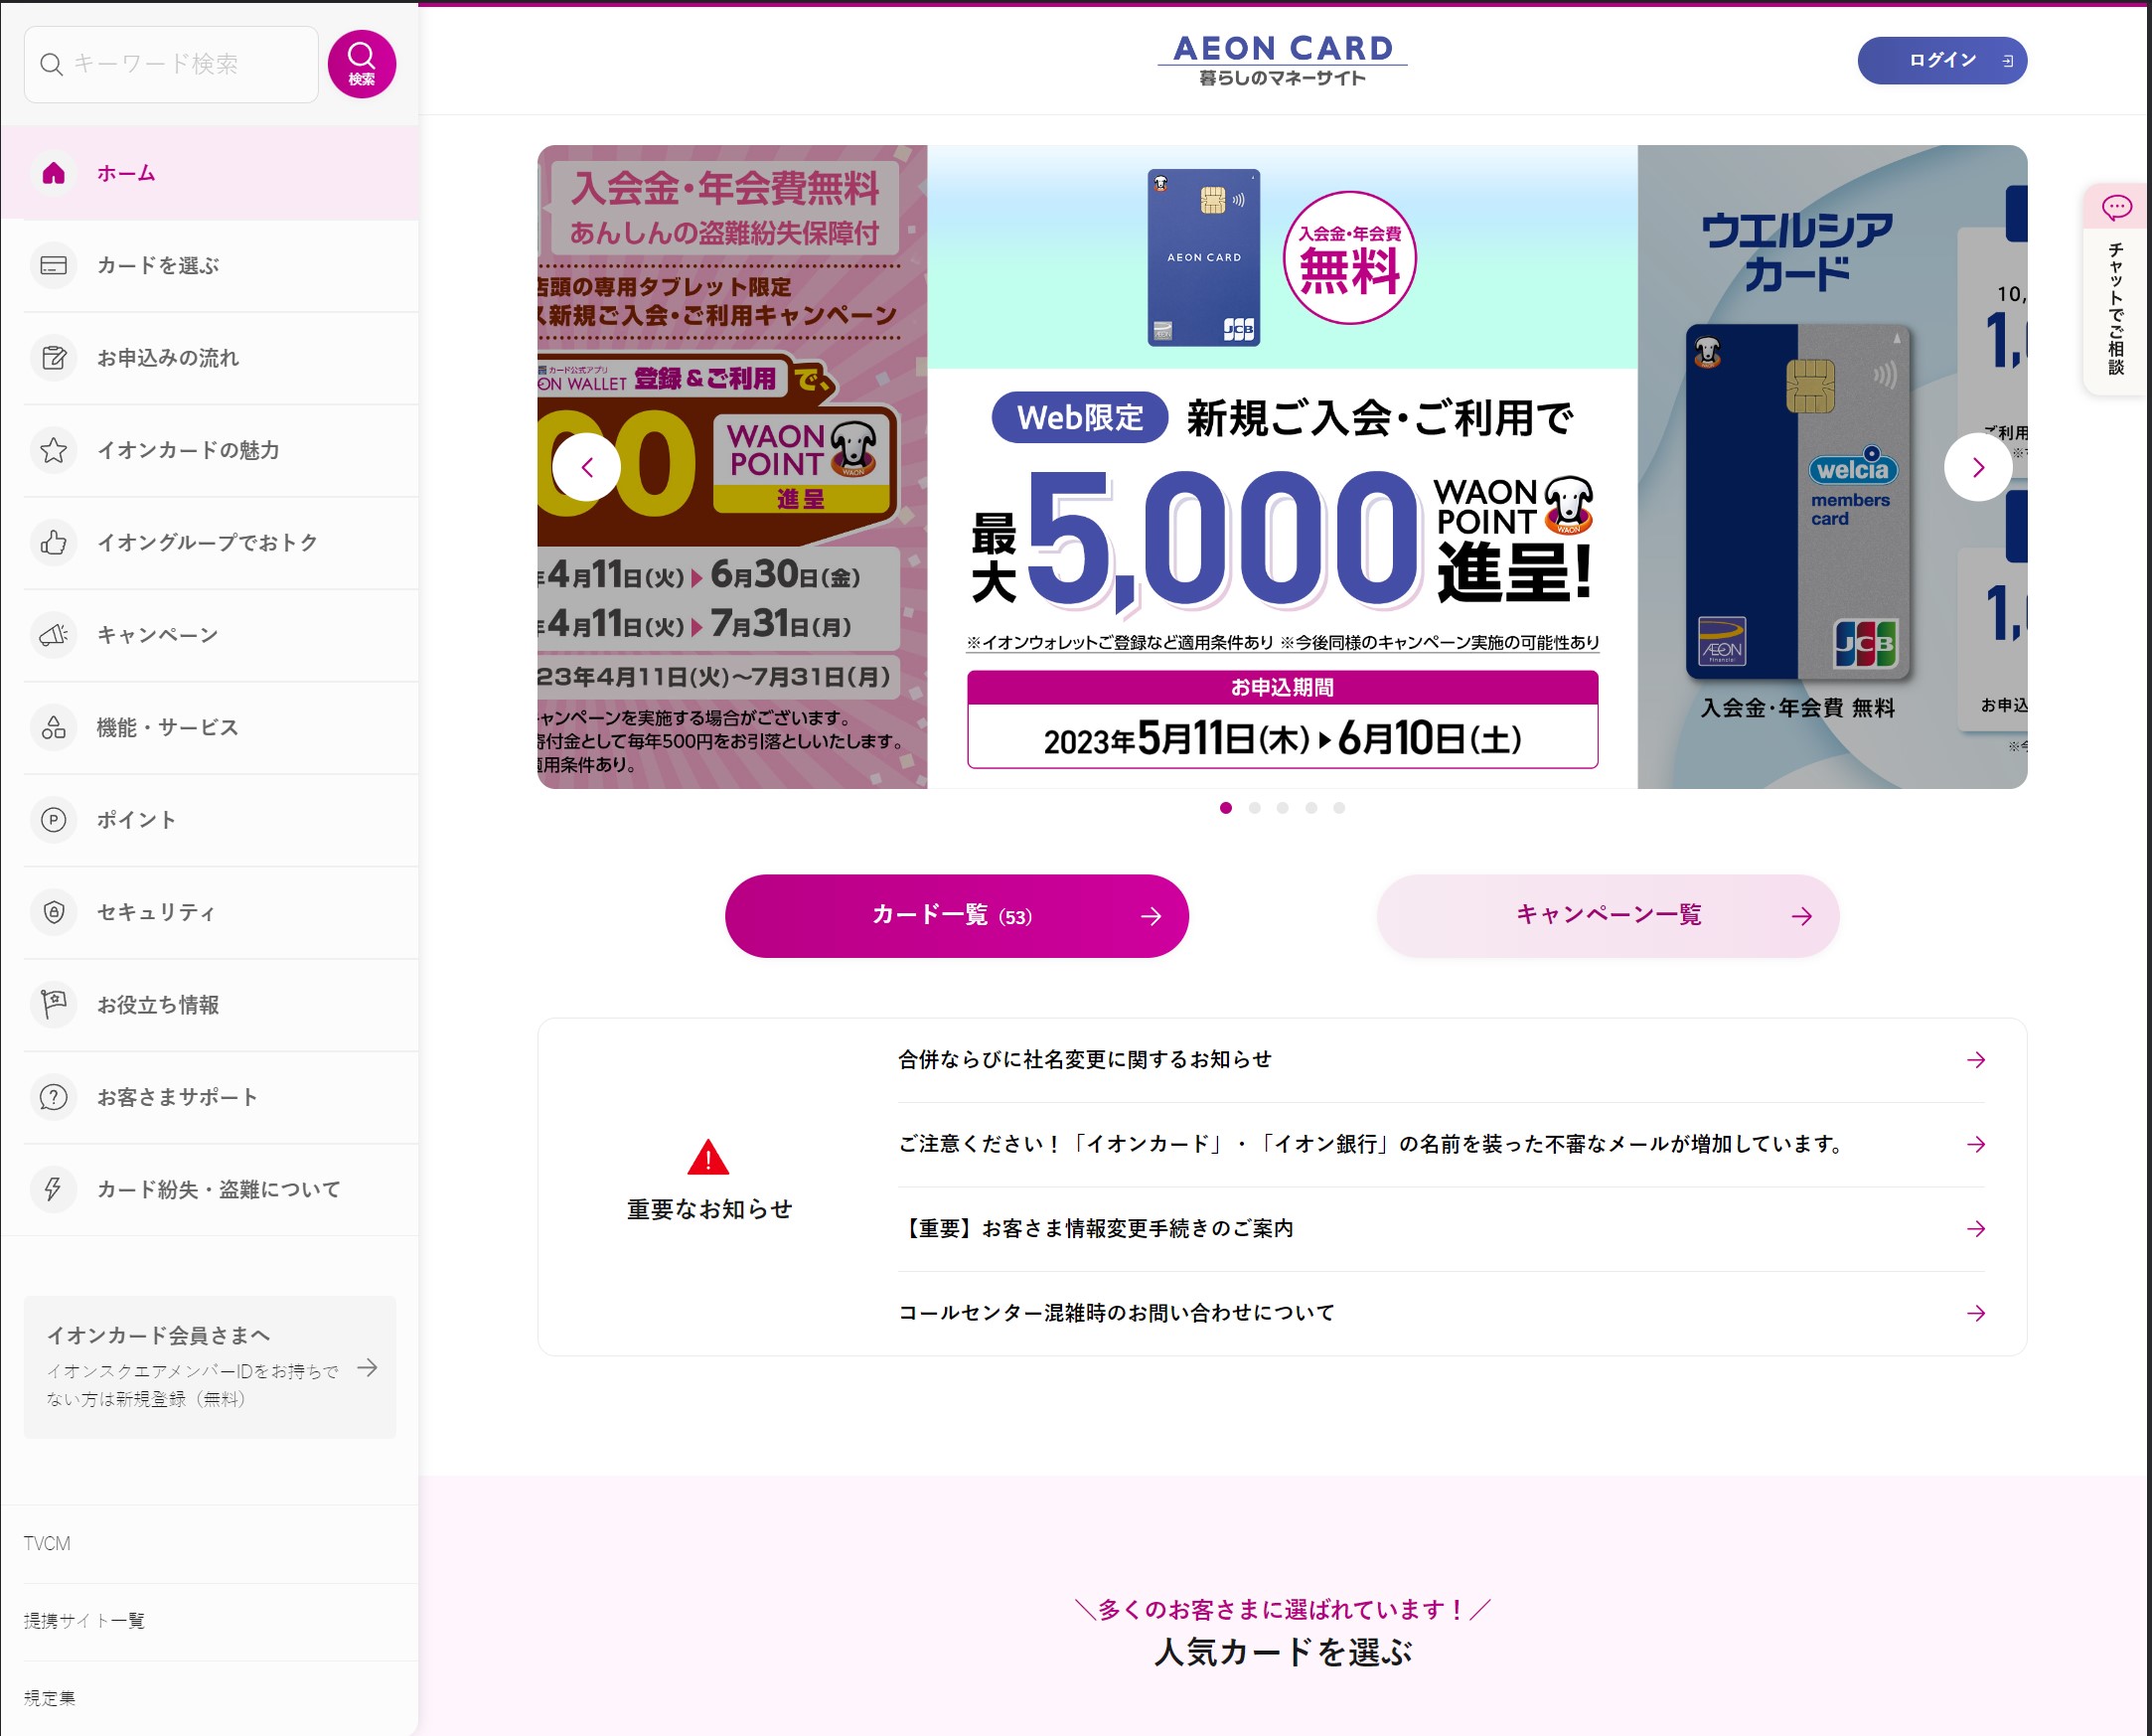 キーワード検索
検索
ホーム
カードを選ぶ
お申込みの流れ
イオンカードの魅力
イオングループでおトク
キャンペーン
機能・サービス
ポイント
セキュリティ
お役立ち情報
お客さまサポート
カード紛失・盗難について
イオンカード会員さまへ
イオンスクエアメンバーIDをお持ちで
ない方は新規登録（無料）
TVCM
提携サイト一覧
規定集
AEON CARD
暮らしのマネーサイト
ログイン
入会金・年会費無料
あんしんの盗難紛失保障付
店頭の専用タブレット限定
新規ご入会・ご利用キャンペーン
カード公式アプリ
ON WALLET 登録&ご利用で、
00 WAON POINT 進呈
WAON
4月11日(火)▶6月30日(金)
4月11日(火)▶7月31日(月)
23年4月11日(火)～7月31日(月)
キャンペーンを実施する場合がございます。
寄付金として毎年500円をお引落としいたします。
適用条件あり。
AEON CARD
JCB
入会金・年会費
無料
Web限定 新規ご入会・ご利用で
最大5,000 WAON POINT 進呈!
WAON
※イオンウォレットご登録など適用条件あり ※今後同様のキャンペーン実施の可能性あり
お申込期間
2023年5月11日(木)▶6月10日(土)
ウエルシア
カード
welcia
members
card
AEON
Financial
JCB
入会金・年会費 無料
10,
1,
ご利用
1,
お申込
※今
チャットでご相談
カード一覧（53）
キャンペーン一覧
重要なお知らせ
合併ならびに社名変更に関するお知らせ
ご注意ください！「イオンカード」・「イオン銀行」の名前を装った不審なメールが増加しています。
【重要】お客さま情報変更手続きのご案内
コールセンター混雑時のお問い合わせについて
＼多くのお客さまに選ばれています！／
人気カードを選ぶ